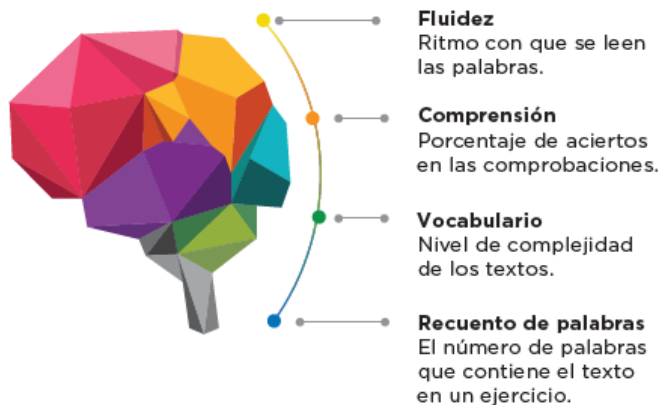 Fluidez
Ritmo con que se leen
las palabras.
Comprensión
Porcentaje de aciertos
en las comprobaciones.
Vocabulario
Nivel de complejidad
de los textos.
Recuento de palabras
El número de palabras
que contiene el texto
en un ejercicio.